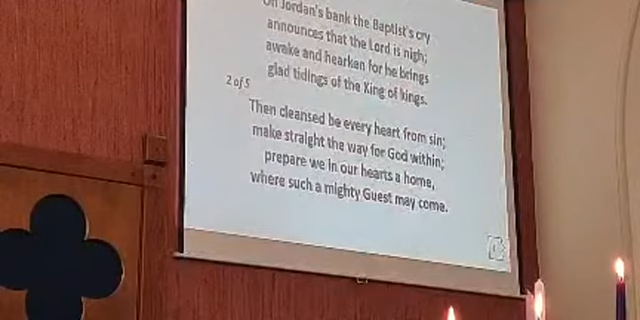 On Jordan's bank the Baptist's cry
announces that the Lord is nigh;
awake and hearken for he brings
glad tidings of the King of kings.
2 of 5
Then cleansed be every heart from sin;
make straight the way for God within;
prepare we in our hearts a home,
where such a mighty Guest may come.